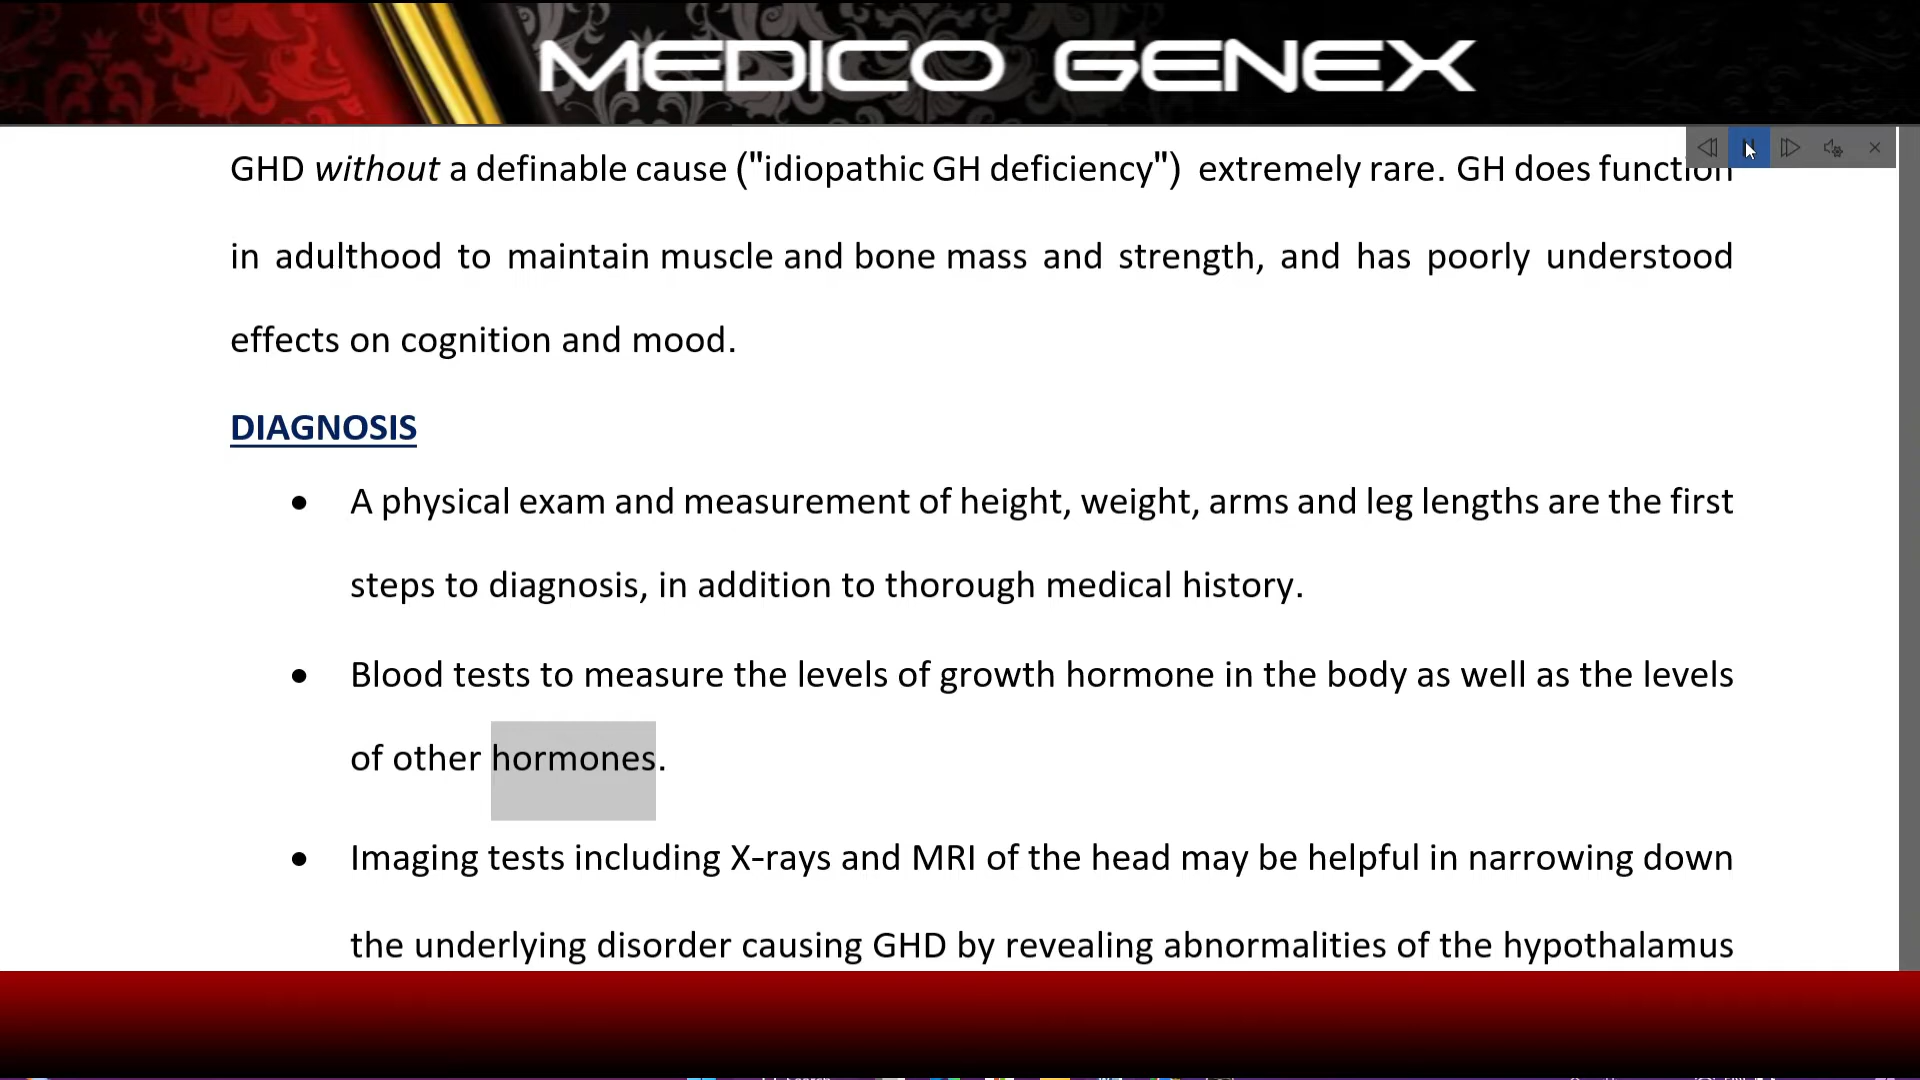 MEDICO GENEX
GHD without a definable cause ("idiopathic GH deficiency") extremely rare. GH does function
in adulthood to maintain muscle and bone mass and strength, and has poorly understood
effects on cognition and mood.
DIAGNOSIS
• A physical exam and measurement of height, weight, arms and leg lengths are the first
steps to diagnosis, in addition to thorough medical history.
• Blood tests to measure the levels of growth hormone in the body as well as the levels
of other hormones.
• Imaging tests including X-rays and MRI of the head may be helpful in narrowing down
the underlying disorder causing GHD by revealing abnormalities of the hypothalamus